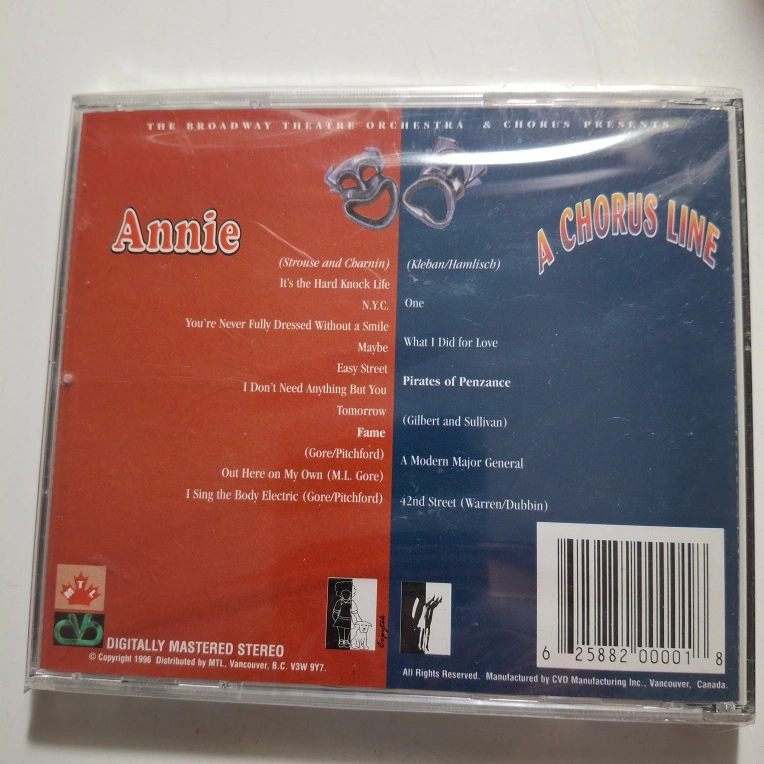 THE BROADWAY THEATRE ORCHESTRA & CHORUS PRESENTS
Annie
(Strouse and Charnin)
It's the Hard Knock Life
N.Y.C.
You're Never Fully Dressed Without a Smile
Maybe
Easy Street
I Don't Need Anything But You
Tomorrow
Fame
(Gore/Pitchford)
Out Here on My Own (M.L. Gore)
I Sing the Body Electric (Gore/Pitchford)
A CHORUS LINE
(Kleban/Hamlisch)
One
What I Did for Love
Pirates of Penzance
(Gilbert and Sullivan)
A Modern Major General
42nd Street (Warren/Dubbin)
MTL
CVD
DIGITALLY MASTERED STEREO
© Copyright 1996 Distributed by MTL, Vancouver, B.C. V3W 9Y7.
All Rights Reserved. Manufactured by CVD Manufacturing Inc., Vancouver, Canada.
6 25882 00001 8